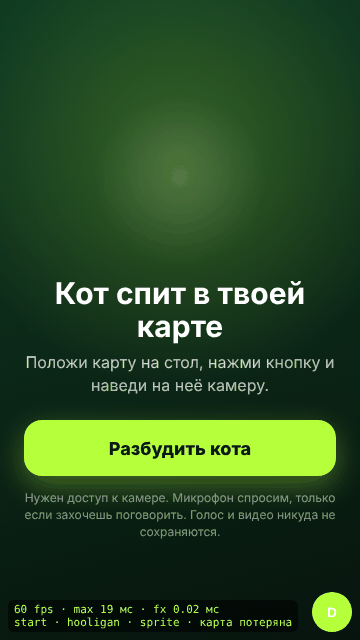 Кот спит в твоей
карте
Положи карту на стол, нажми кнопку и
наведи на неё камеру.
Разбудить кота
Нужен доступ к камере. Микрофон спросим, только
если захочешь поговорить. Голос и видео никуда не
сохраняются.
60 fps · max 19 мс · fx 0.02 мс
start · hooligan · sprite · карта потеряна
D